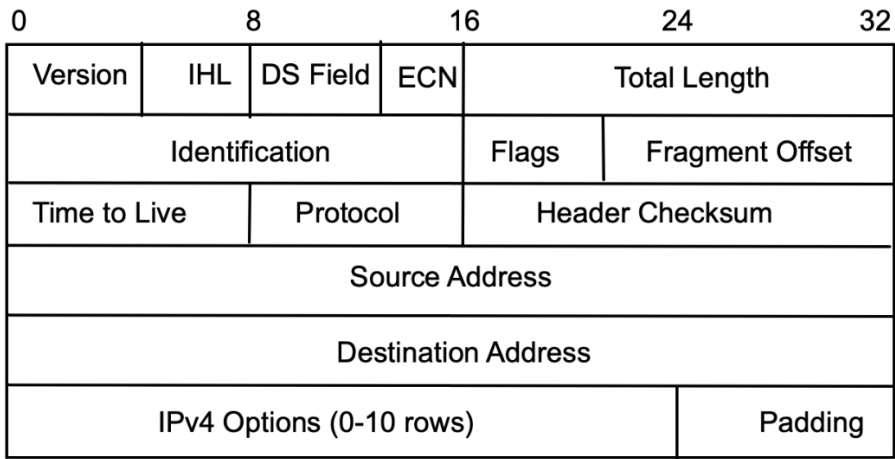 0 8 16 24 32
Version IHL DS Field ECN Total Length
Identification Flags Fragment Offset
Time to Live Protocol Header Checksum
Source Address
Destination Address
IPv4 Options (0-10 rows) Padding